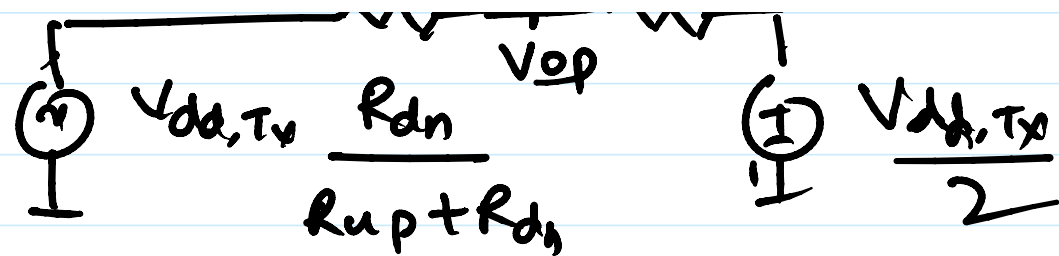 Vop
Vdd,Tx Rdn / Rup+Rdn
Vdd,Tx / 2